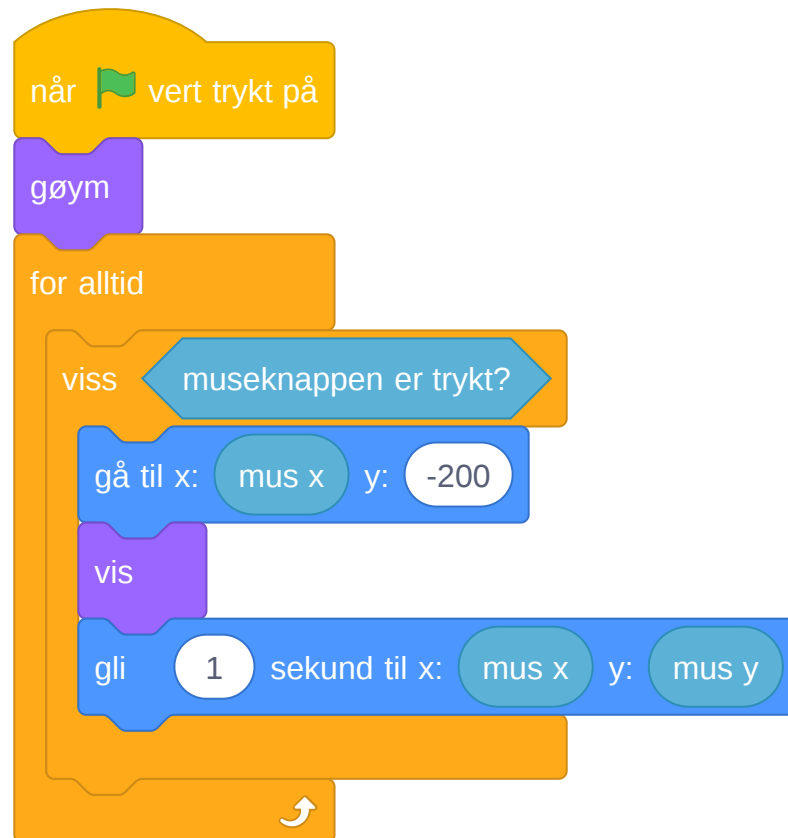 når vert trykt på
gøym
for alltid
viss museknappen er trykt?
gå til x: mus x y: -200
vis
gli 1 sekund til x: mus x y: mus y